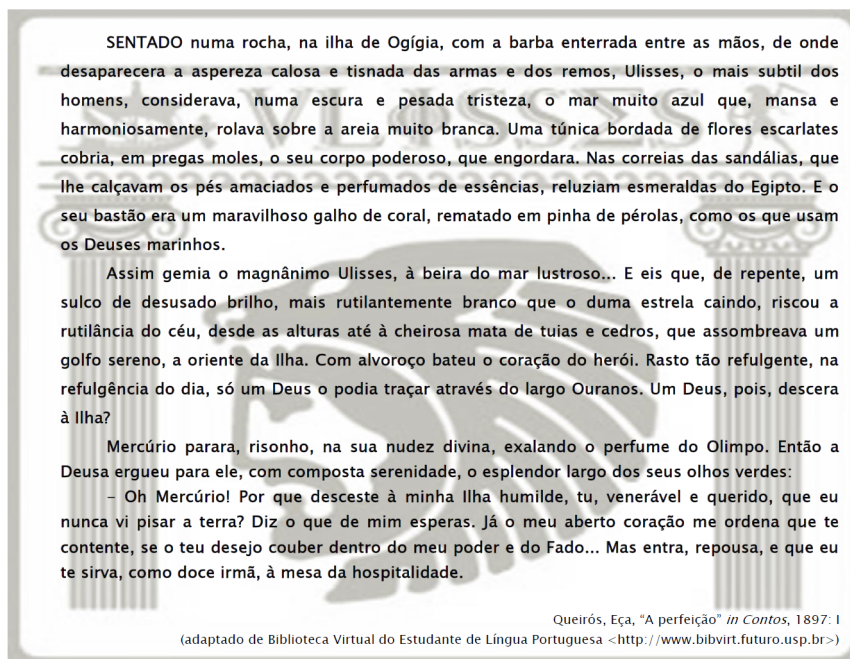 VLISSES
SENTADO numa rocha, na ilha de Ogígia, com a barba enterrada entre as mãos, de onde
desaparecera a aspereza calosa e tisnada das armas e dos remos, Ulisses, o mais subtil dos
homens, considerava, numa escura e pesada tristeza, o mar muito azul que, mansa e
harmoniosamente, rolava sobre a areia muito branca. Uma túnica bordada de flores escarlates
cobria, em pregas moles, o seu corpo poderoso, que engordara. Nas correias das sandálias, que
lhe calçavam os pés amaciados e perfumados de essências, reluziam esmeraldas do Egipto. E o
seu bastão era um maravilhoso galho de coral, rematado em pinha de pérolas, como os que usam
os Deuses marinhos.
Assim gemia o magnânimo Ulisses, à beira do mar lustroso... E eis que, de repente, um
sulco de desusado brilho, mais rutilantemente branco que o duma estrela caindo, riscou a
rutilância do céu, desde as alturas até à cheirosa mata de tuias e cedros, que assombreava um
golfo sereno, a oriente da Ilha. Com alvoroço bateu o coração do herói. Rasto tão refulgente, na
refulgência do dia, só um Deus o podia traçar através do largo Ouranos. Um Deus, pois, descera
à Ilha?
Mercúrio parara, risonho, na sua nudez divina, exalando o perfume do Olimpo. Então a
Deusa ergueu para ele, com composta serenidade, o esplendor largo dos seus olhos verdes:
– Oh Mercúrio! Por que desceste à minha Ilha humilde, tu, venerável e querido, que eu
nunca vi pisar a terra? Diz o que de mim esperas. Já o meu aberto coração me ordena que te
contente, se o teu desejo couber dentro do meu poder e do Fado... Mas entra, repousa, e que eu
te sirva, como doce irmã, à mesa da hospitalidade.
Queirós, Eça, “A perfeição” in Contos, 1897: I
(adaptado de Biblioteca Virtual do Estudante de Língua Portuguesa <http://www.bibvirt.futuro.usp.br>)